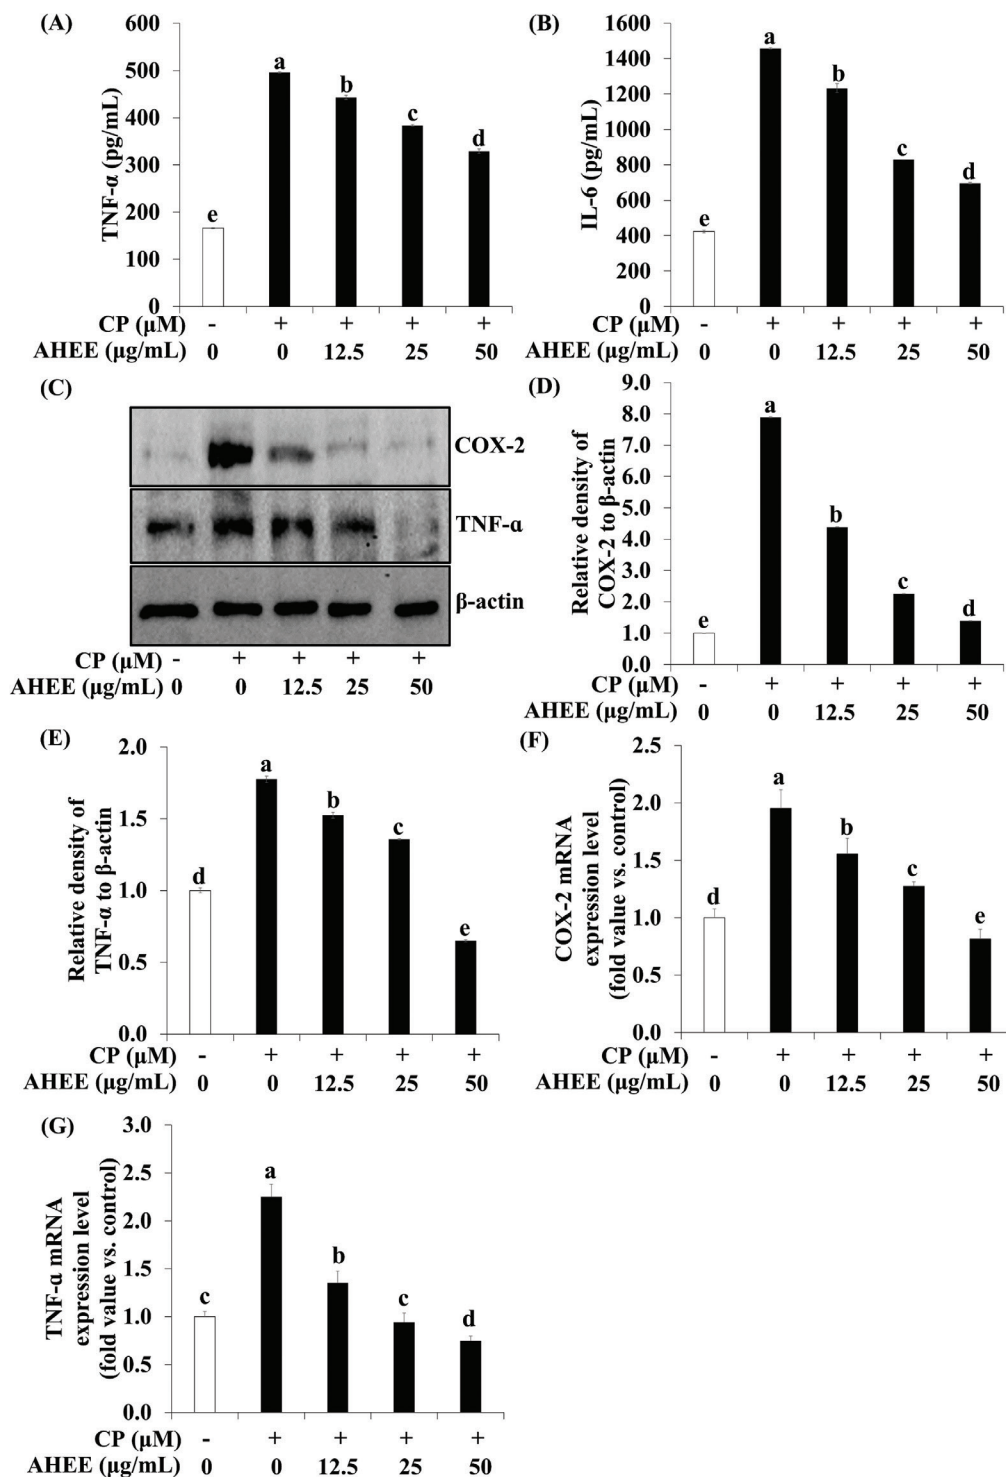 (A)
TNF-α (pg/mL)
600
500
400
300
200
100
0
e
a
b
c
d
CP (μM) - + + + +
AHEE (μg/mL) 0 0 12.5 25 50
(B)
IL-6 (pg/mL)
1600
1400
1200
1000
800
600
400
200
0
e
a
b
c
d
CP (μM) - + + + +
AHEE (μg/mL) 0 0 12.5 25 50
(C)
COX-2
TNF-α
β-actin
CP (μM) - + + + +
AHEE (μg/mL) 0 0 12.5 25 50
(D)
Relative density of
COX-2 to β-actin
9.0
8.0
7.0
6.0
5.0
4.0
3.0
2.0
1.0
0.0
e
a
b
c
d
CP (μM) - + + + +
AHEE (μg/mL) 0 0 12.5 25 50
(E)
Relative density of
TNF-α to β-actin
2.0
1.5
1.0
0.5
0.0
d
a
b
c
e
CP (μM) - + + + +
AHEE (μg/mL) 0 0 12.5 25 50
(F)
COX-2 mRNA
expression level
(fold value vs. control)
2.5
2.0
1.5
1.0
0.5
0.0
d
a
b
c
e
CP (μM) - + + + +
AHEE (μg/mL) 0 0 12.5 25 50
(G)
TNF-α mRNA
expression level
(fold value vs. control)
3.0
2.5
2.0
1.5
1.0
0.5
0.0
c
a
b
c
d
CP (μM) - + + + +
AHEE (μg/mL) 0 0 12.5 25 50